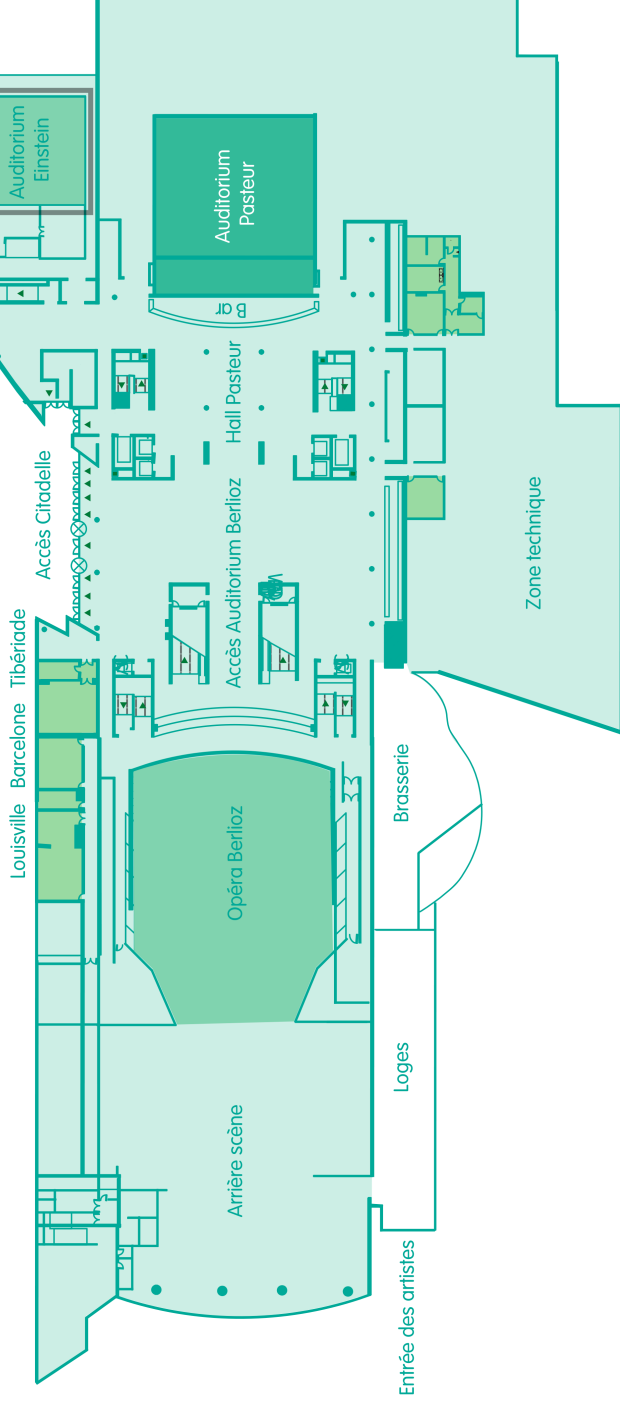 Auditorium
Einstein
Auditorium
Pasteur
Bar
Hall Pasteur
Accès Citadelle
Accès Auditorium Berlioz
Zone technique
Tibériade
Barcelone
Louisville
Brasserie
Opéra Berlioz
Loges
Arrière scène
Entrée des artistes